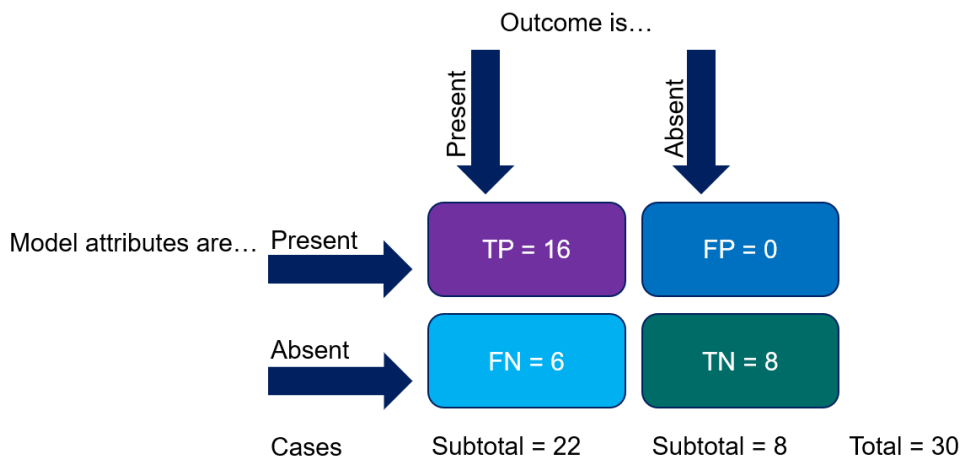 Outcome is…
Present
Absent
Model attributes are… Present
TP = 16
FP = 0
Absent
FN = 6
TN = 8
Cases
Subtotal = 22
Subtotal = 8
Total = 30